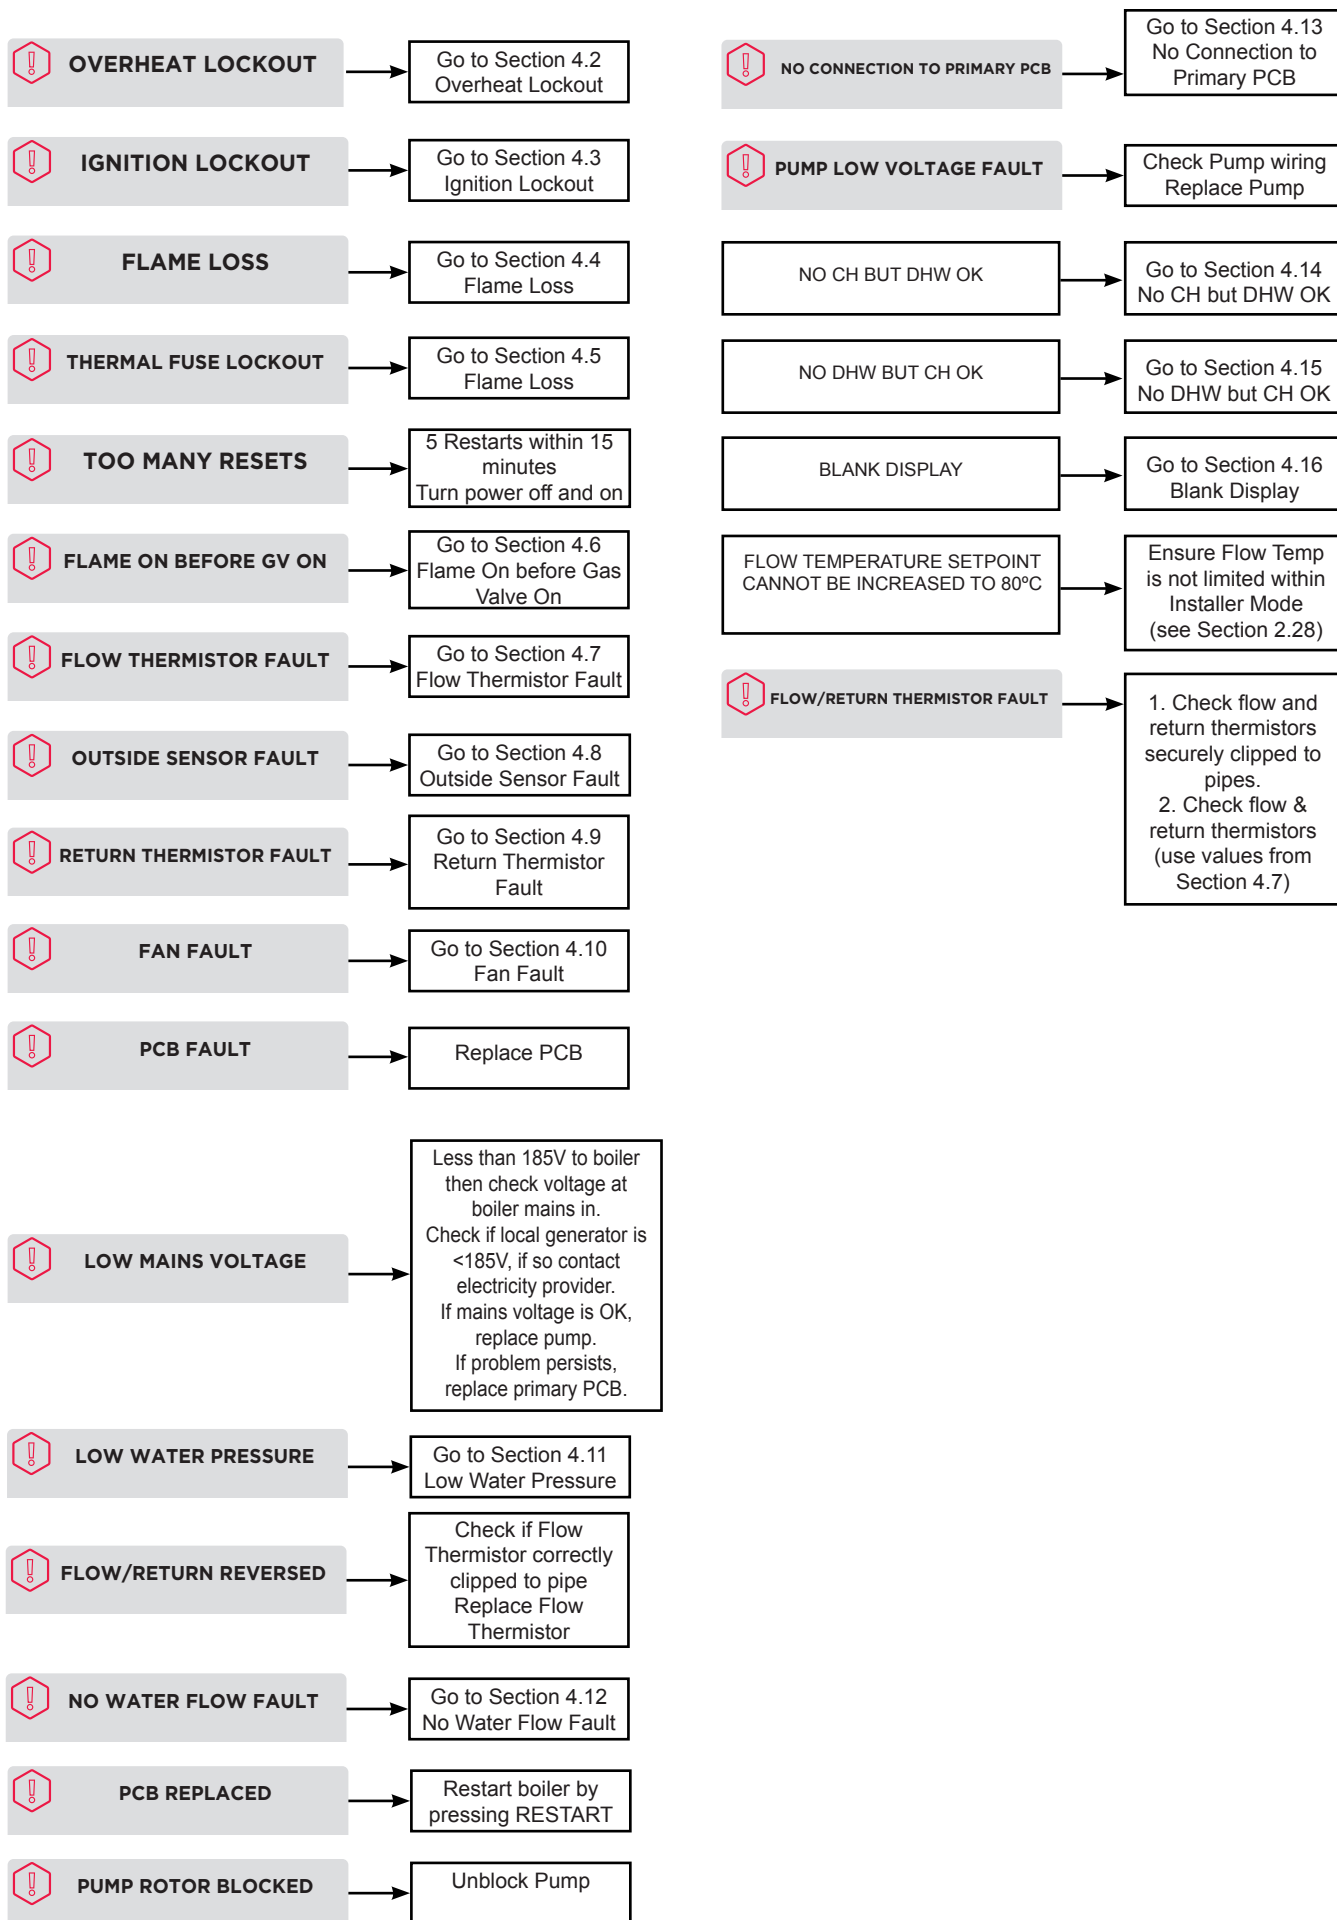 OVERHEAT LOCKOUT
Go to Section 4.2
Overheat Lockout
IGNITION LOCKOUT
Go to Section 4.3
Ignition Lockout
FLAME LOSS
Go to Section 4.4
Flame Loss
THERMAL FUSE LOCKOUT
Go to Section 4.5
Flame Loss
TOO MANY RESETS
5 Restarts within 15
minutes
Turn power off and on
FLAME ON BEFORE GV ON
Go to Section 4.6
Flame On before Gas
Valve On
FLOW THERMISTOR FAULT
Go to Section 4.7
Flow Thermistor Fault
OUTSIDE SENSOR FAULT
Go to Section 4.8
Outside Sensor Fault
RETURN THERMISTOR FAULT
Go to Section 4.9
Return Thermistor
Fault
FAN FAULT
Go to Section 4.10
Fan Fault
PCB FAULT
Replace PCB
LOW MAINS VOLTAGE
Less than 185V to boiler
then check voltage at
boiler mains in.
Check if local generator is
<185V, if so contact
electricity provider.
If mains voltage is OK,
replace pump.
If problem persists,
replace primary PCB.
LOW WATER PRESSURE
Go to Section 4.11
Low Water Pressure
FLOW/RETURN REVERSED
Check if Flow
Thermistor correctly
clipped to pipe
Replace Flow
Thermistor
NO WATER FLOW FAULT
Go to Section 4.12
No Water Flow Fault
PCB REPLACED
Restart boiler by
pressing RESTART
PUMP ROTOR BLOCKED
Unblock Pump
NO CONNECTION TO PRIMARY PCB
Go to Section 4.13
No Connection to
Primary PCB
PUMP LOW VOLTAGE FAULT
Check Pump wiring
Replace Pump
NO CH BUT DHW OK
Go to Section 4.14
No CH but DHW OK
NO DHW BUT CH OK
Go to Section 4.15
No DHW but CH OK
BLANK DISPLAY
Go to Section 4.16
Blank Display
FLOW TEMPERATURE SETPOINT
CANNOT BE INCREASED TO 80ºC
Ensure Flow Temp
is not limited within
Installer Mode
(see Section 2.28)
FLOW/RETURN THERMISTOR FAULT
1. Check flow and
return thermistors
securely clipped to
pipes.
2. Check flow &
return thermistors
(use values from
Section 4.7)